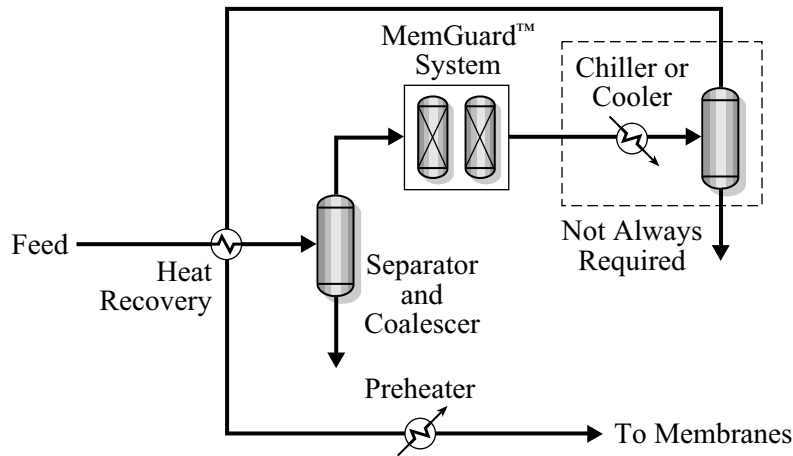 MemGuard™
System
Chiller or
Cooler
Feed
Heat
Recovery
Separator
and
Coalescer
Not Always
Required
Preheater
To Membranes